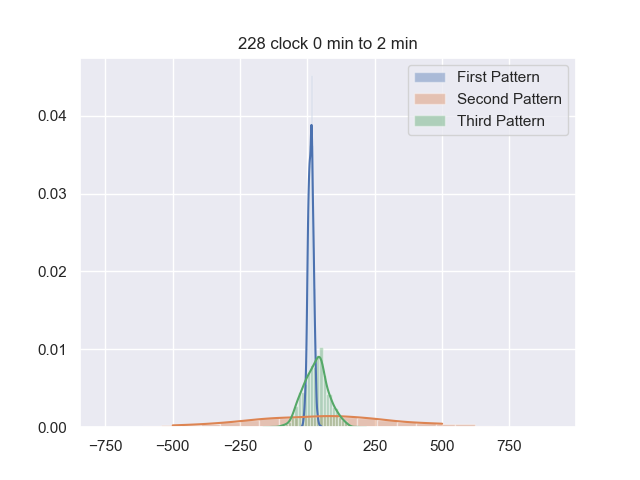 228 clock 0 min to 2 min
First Pattern
Second Pattern
Third Pattern
0.04
0.03
0.02
0.01
0.00
−750 −500 −250 0 250 500 750